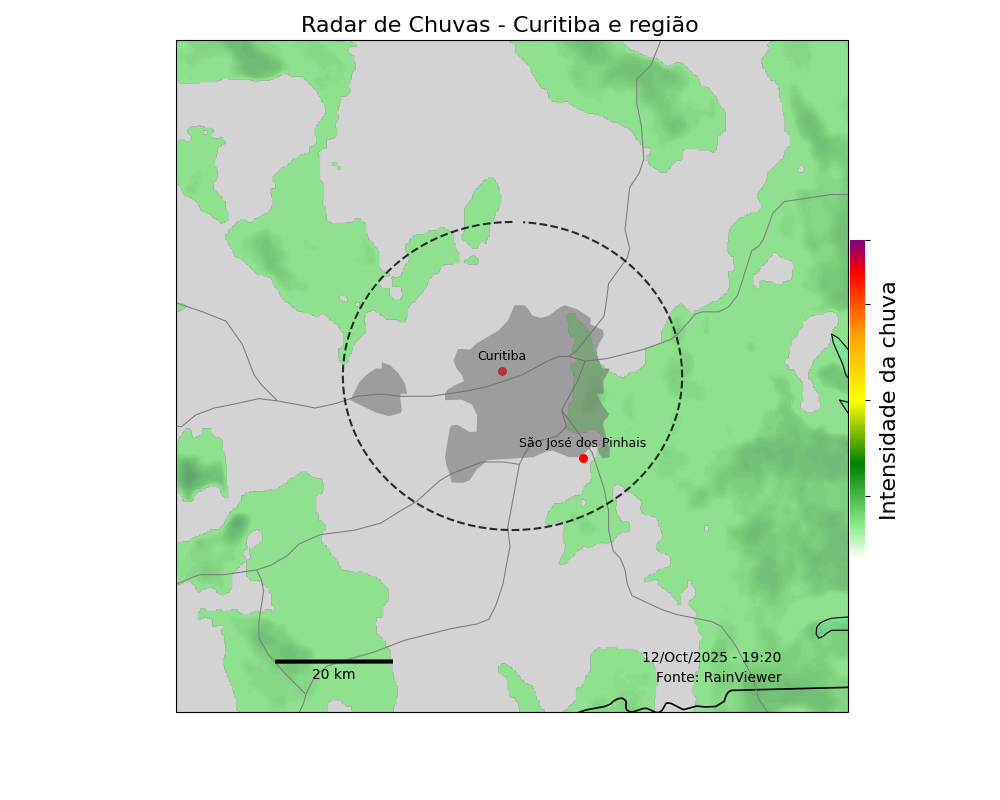 Radar de Chuvas - Curitiba e região
Curitiba
São José dos Pinhais
Intensidade da chuva
12/Oct/2025 - 19:20
Fonte: RainViewer
20 km